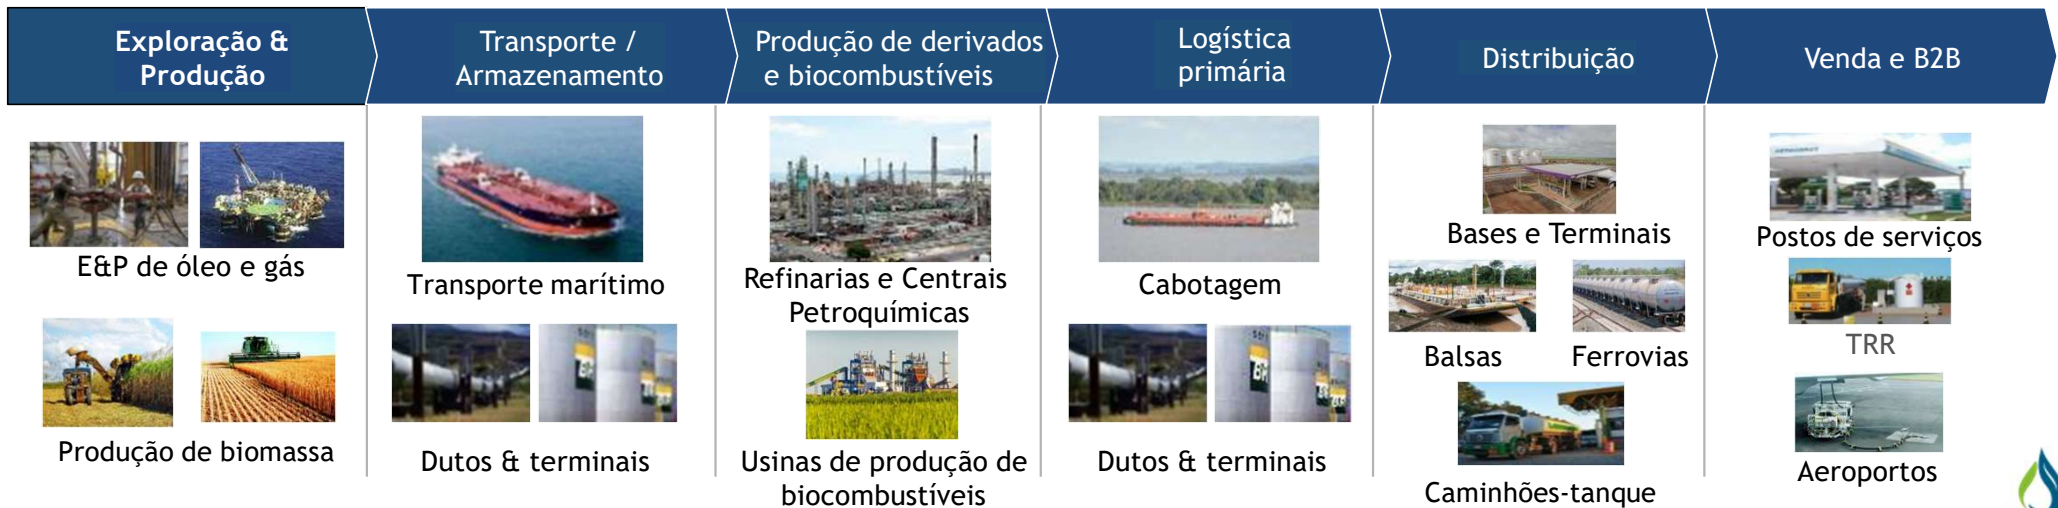 Exploração &
Produção
Transporte /
Armazenamento
Produção de derivados
e biocombustíveis
Logística
primária
Distribuição
Venda e B2B
E&P de óleo e gás
Produção de biomassa
Transporte marítimo
Dutos & terminais
Refinarias e Centrais
Petroquímicas
Usinas de produção de
biocombustíveis
Cabotagem
Dutos & terminais
Bases e Terminais
Balsas
Ferrovias
Caminhões-tanque
Postos de serviços
TRR
Aeroportos